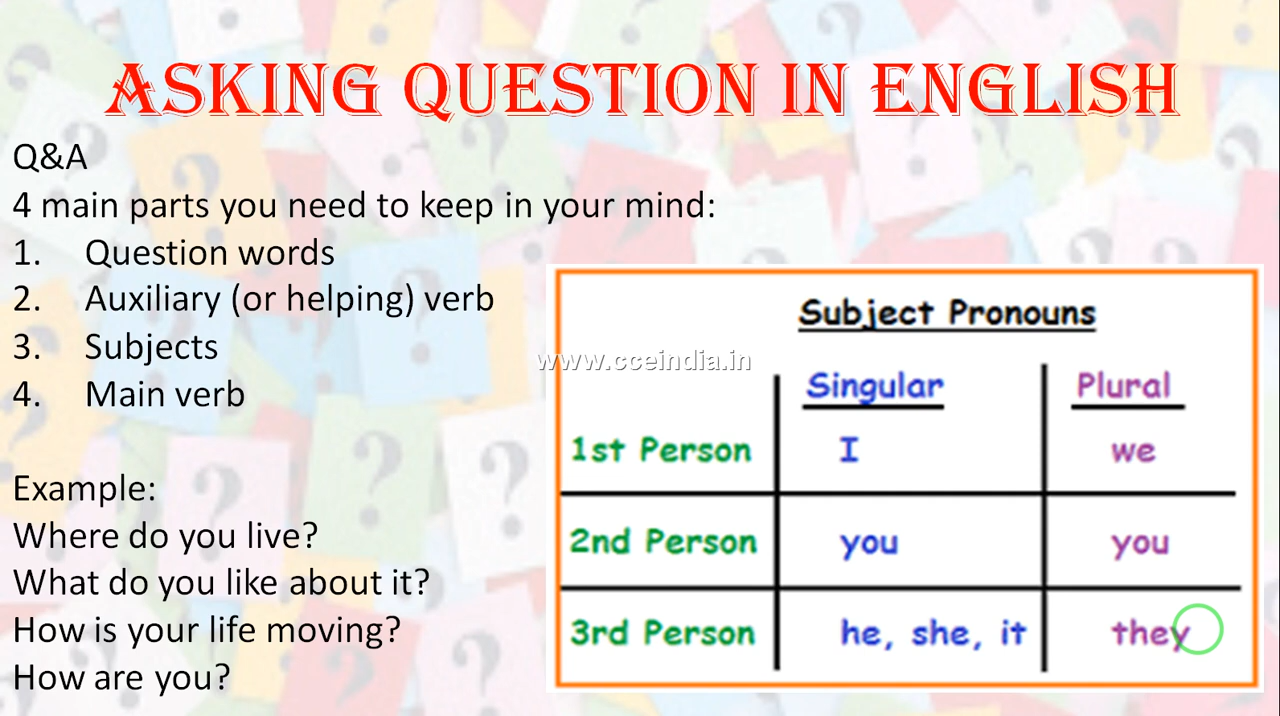 ASKING QUESTION IN ENGLISH
Q&A
4 main parts you need to keep in your mind:
1. Question words
2. Auxiliary (or helping) verb
3. Subjects
4. Main verb
Example:
Where do you live?
What do you like about it?
How is your life moving?
How are you?
www.cceindia.in
Subject Pronouns
Singular Plural
1st Person I we
2nd Person you you
3rd Person he, she, it they